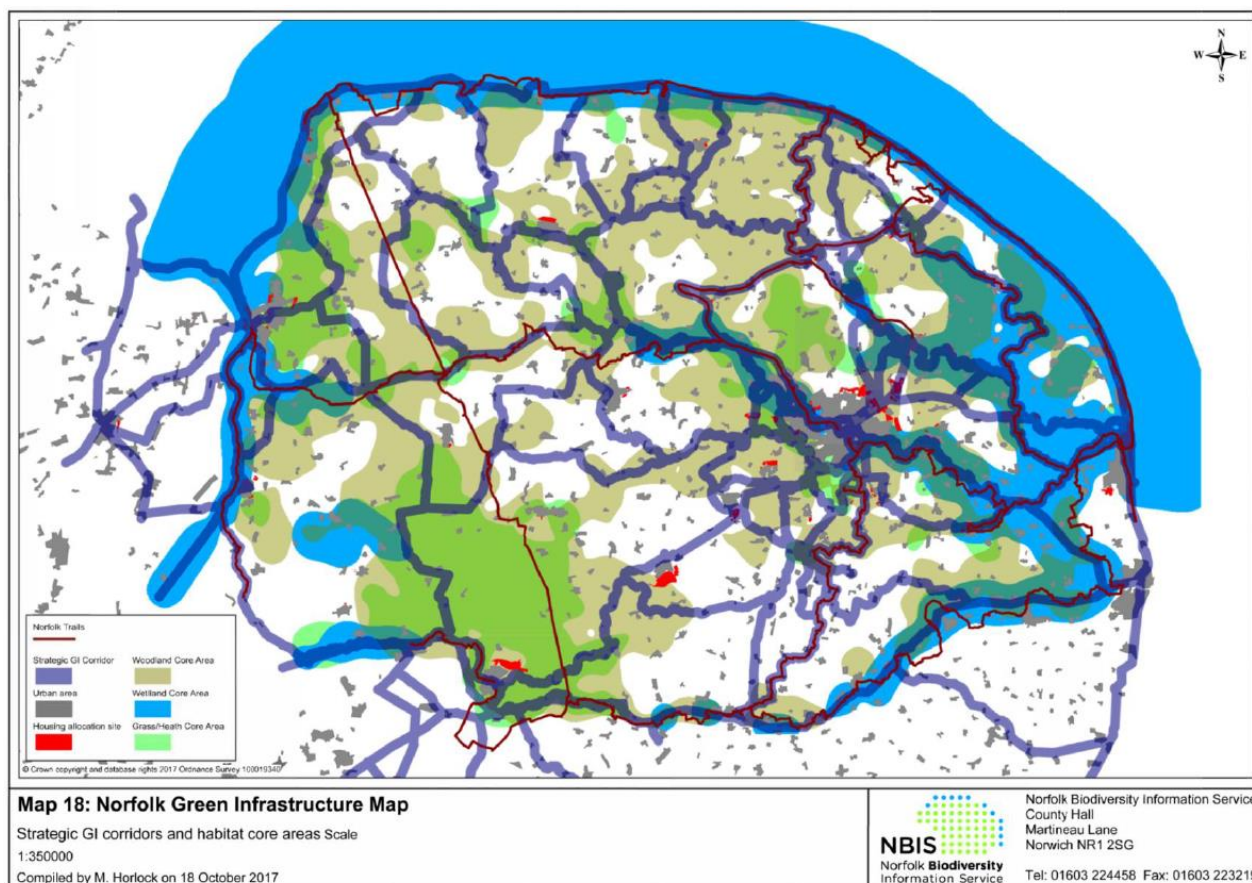 N
W E
S
Norfolk Trails
Strategic GI Corridor
Woodland Core Area
Urban area
Wetland Core Area
Housing allocation site
Grass/Heath Core Area
© Crown copyright and database rights 2017 Ordnance Survey 100019340
Map 18: Norfolk Green Infrastructure Map
Strategic GI corridors and habitat core areas Scale
1:350000
Compiled by M. Horlock on 18 October 2017
NBIS
Norfolk Biodiversity
Information Service
Norfolk Biodiversity Information Service
County Hall
Martineau Lane
Norwich NR1 2SG
Tel: 01603 224458 Fax: 01603 223219